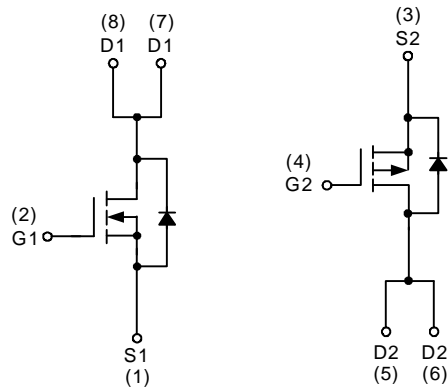 (8) (7)
D1 D1
(2)
G1
S1
(1)
(3)
S2
(4)
G2
D2 D2
(5) (6)